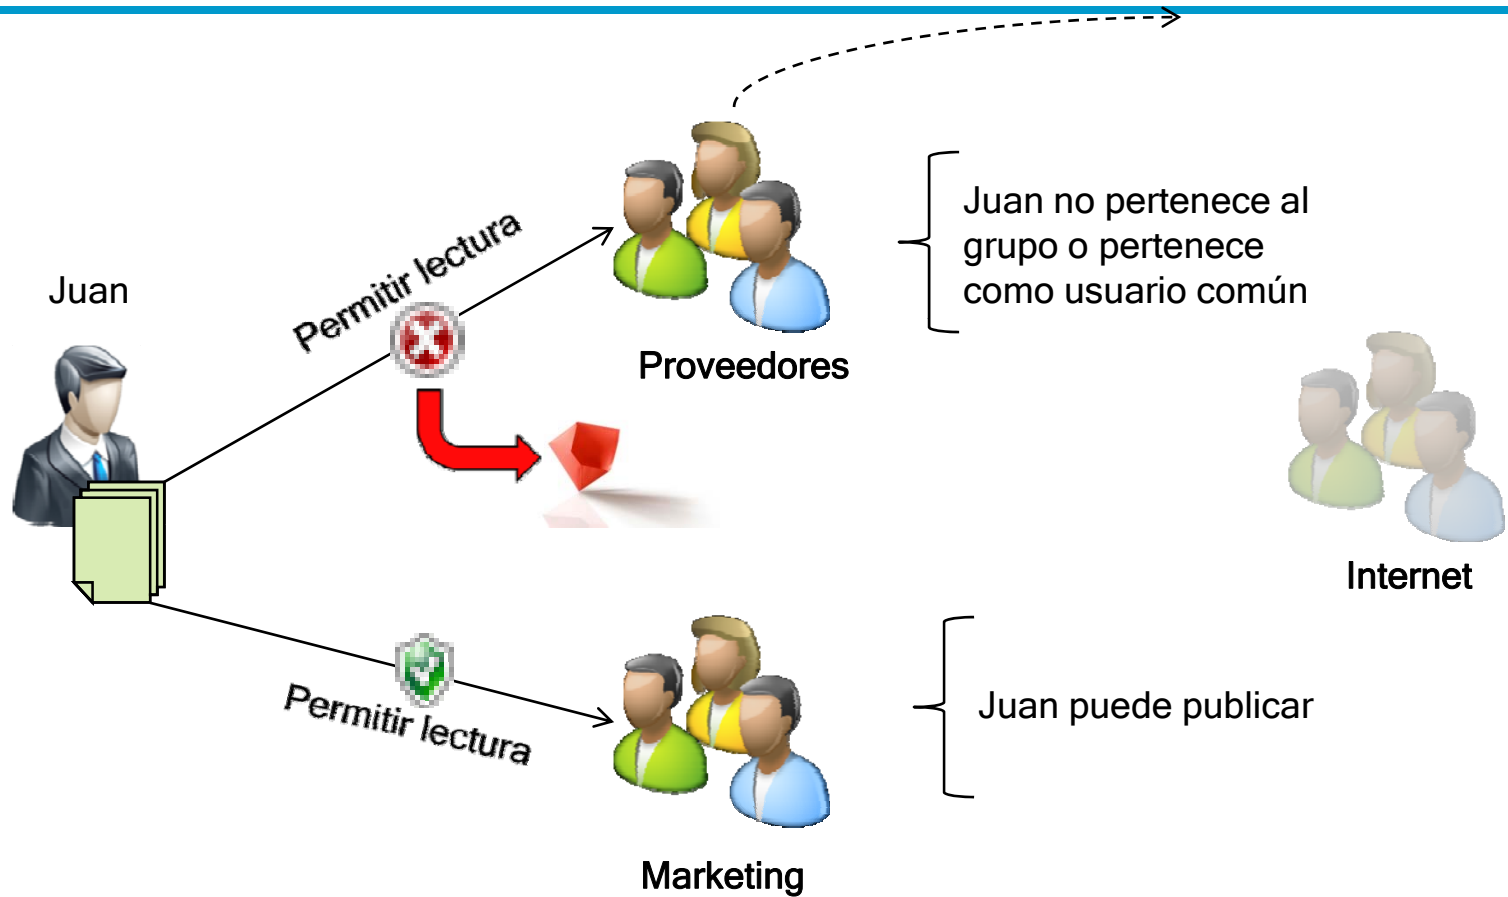 Juan
Permitir lectura
Proveedores
Juan no pertenece al
grupo o pertenece
como usuario común
Internet
Permitir lectura
Marketing
Juan puede publicar